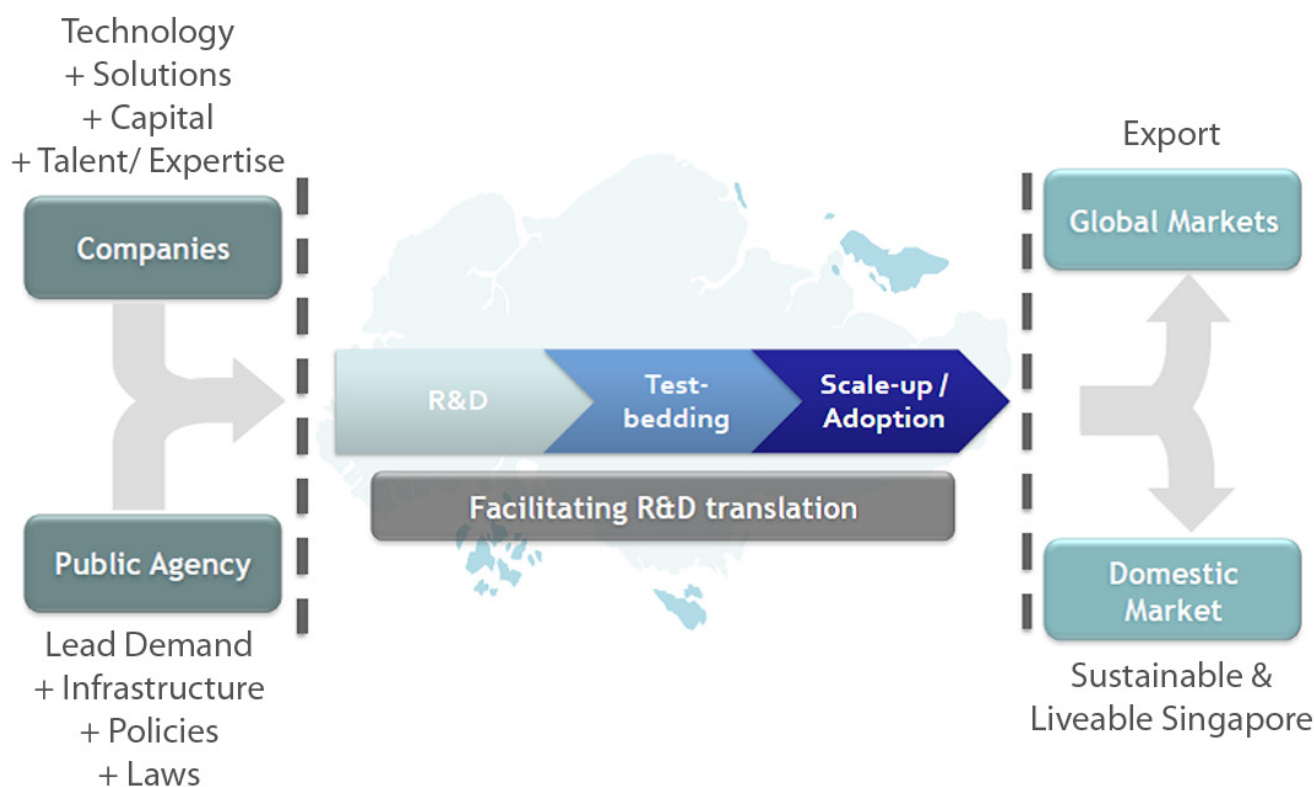 Technology
+ Solutions
+ Capital
+ Talent/ Expertise
Companies
Public Agency
Lead Demand
+ Infrastructure
+ Policies
+ Laws
R&D
Test-
bedding
Scale-up /
Adoption
Facilitating R&D translation
Export
Global Markets
Domestic
Market
Sustainable &
Liveable Singapore